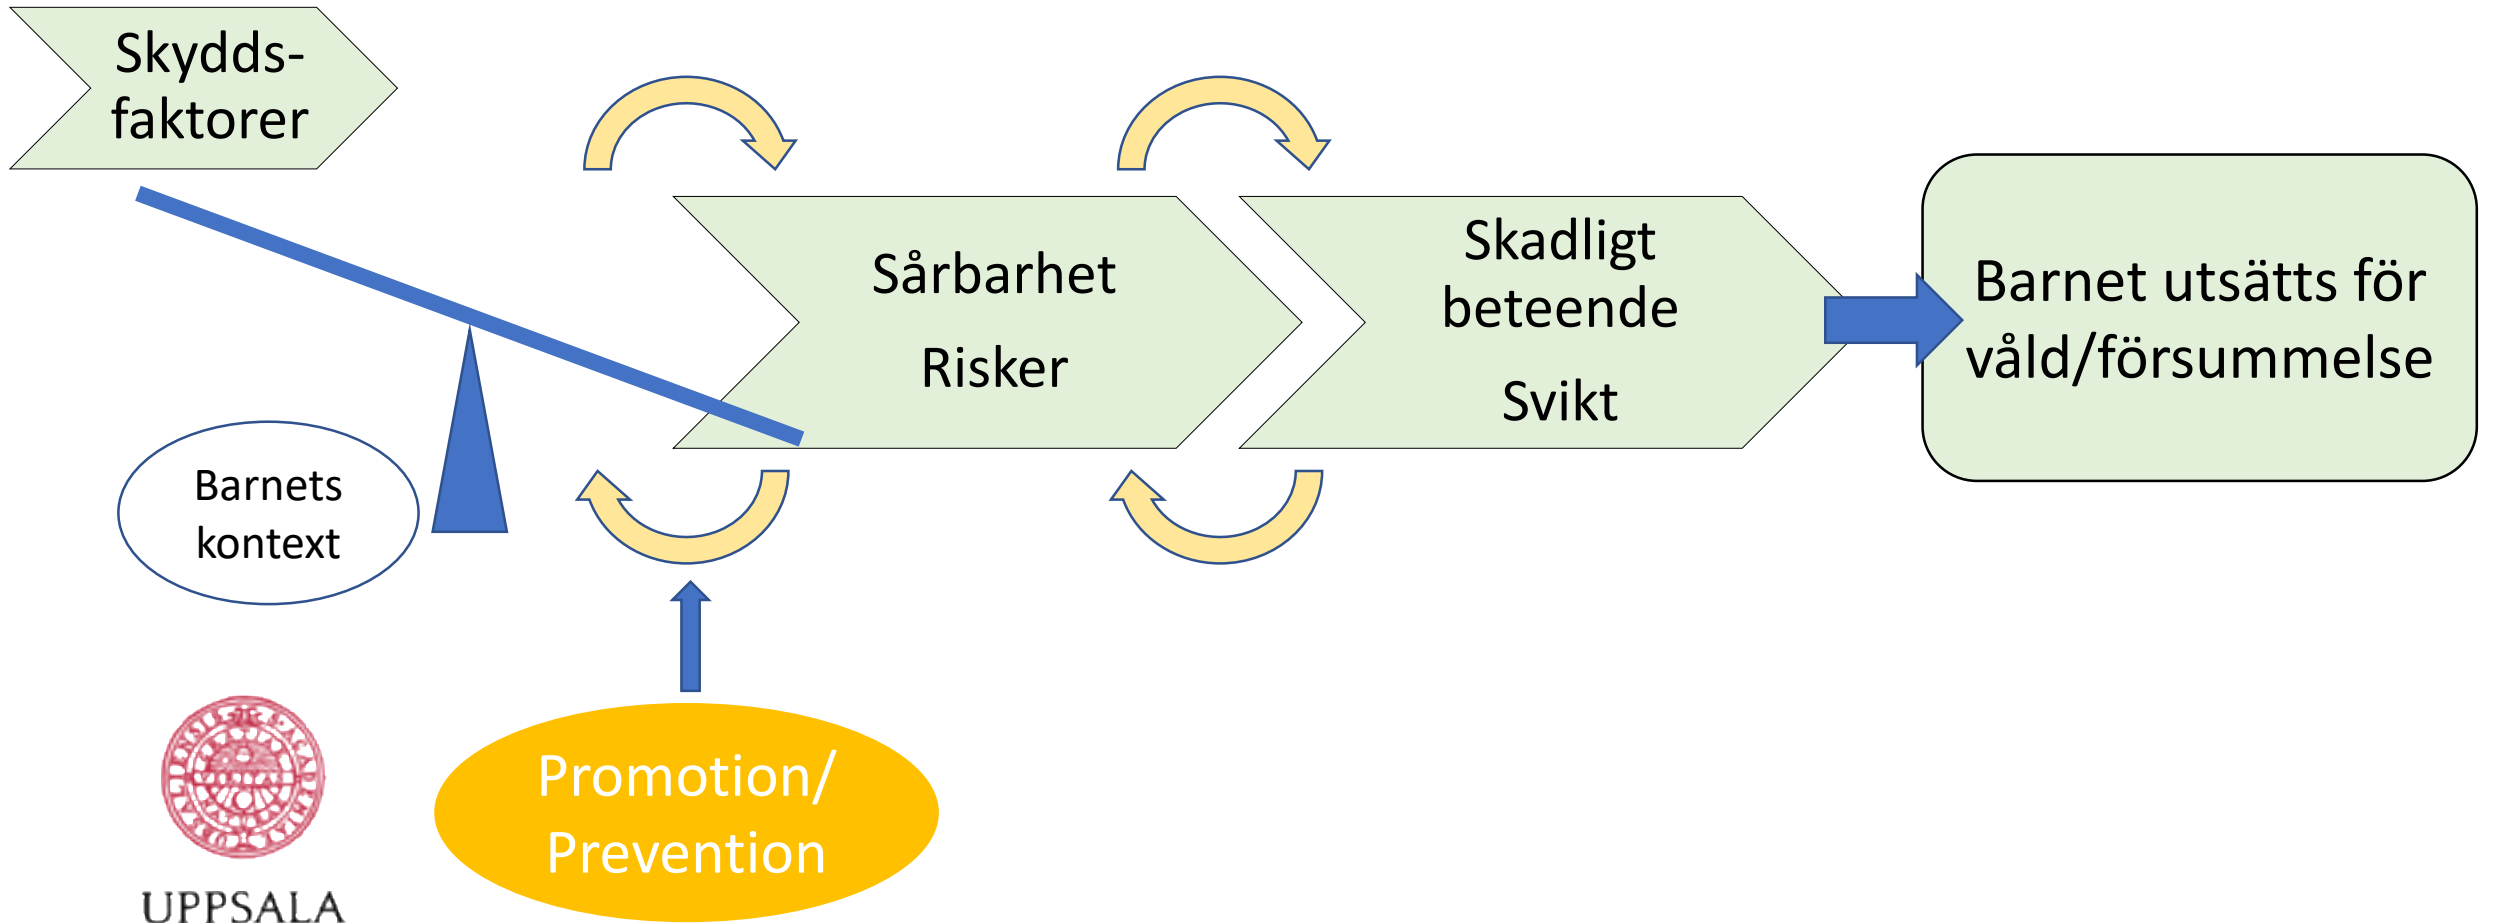 Skydds-
faktorer
Sårbarhet
Risker
Skadligt
beteende
Svikt
Barnet utsätts för
våld/försummelse
Barnets
kontext
Promotion/
Prevention
UPPSALA